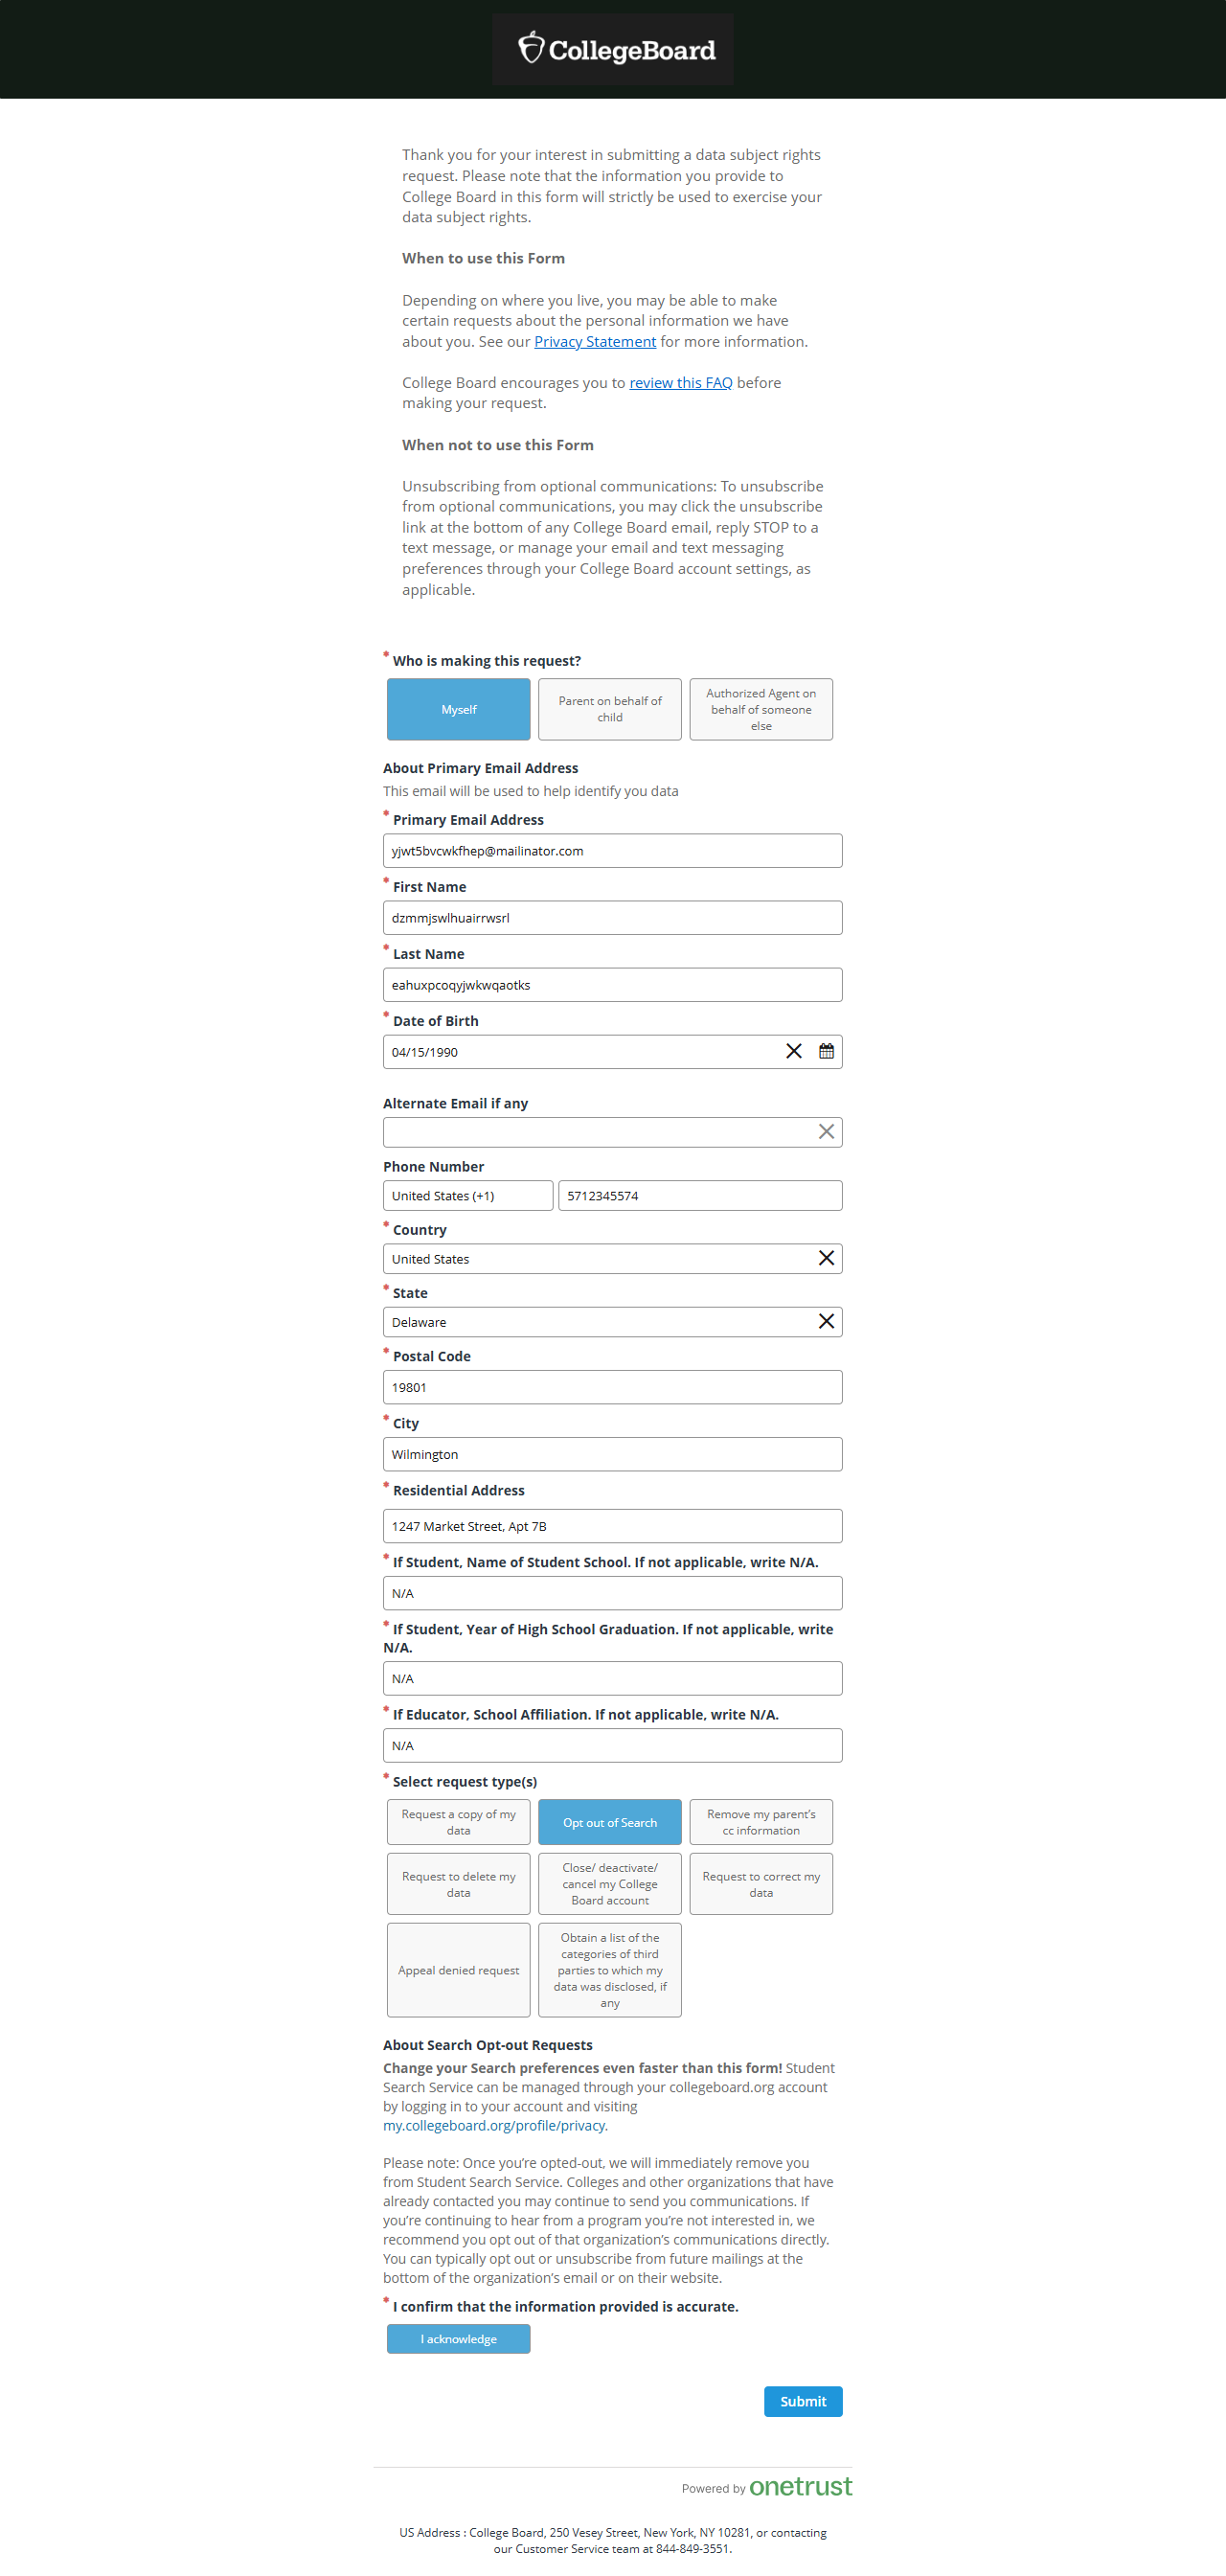 CollegeBoard
Thank you for your interest in submitting a data subject rights
request. Please note that the information you provide to
College Board in this form will strictly be used to exercise your
data subject rights.
When to use this Form
Depending on where you live, you may be able to make
certain requests about the personal information we have
about you. See our Privacy Statement for more information.
College Board encourages you to review this FAQ before
making your request.
When not to use this Form
Unsubscribing from optional communications: To unsubscribe
from optional communications, you may click the unsubscribe
link at the bottom of any College Board email, reply STOP to a
text message, or manage your email and text messaging
preferences through your College Board account settings, as
applicable.
* Who is making this request?
Myself
Parent on behalf of
child
Authorized Agent on
behalf of someone
else
About Primary Email Address
This email will be used to help identify you data
* Primary Email Address
yjwt5bvcwkfhep@mailinator.com
* First Name
dzmmjswlhuairrwsrl
* Last Name
eahuxpcoqyjwkwqaotks
* Date of Birth
04/15/1990
Alternate Email if any
Phone Number
United States (+1) 5712345574
* Country
United States
* State
Delaware
* Postal Code
19801
* City
Wilmington
* Residential Address
1247 Market Street, Apt 7B
* If Student, Name of Student School. If not applicable, write N/A.
N/A
* If Student, Year of High School Graduation. If not applicable, write
N/A.
N/A
* If Educator, School Affiliation. If not applicable, write N/A.
N/A
* Select request type(s)
Request a copy of my
data
Opt out of Search
Remove my parent's
cc information
Request to delete my
data
Close/ deactivate/
cancel my College
Board account
Request to correct my
data
Appeal denied request
Obtain a list of the
categories of third
parties to which my
data was disclosed, if
any
About Search Opt-out Requests
Change your Search preferences even faster than this form! Student
Search Service can be managed through your collegeboard.org account
by logging in to your account and visiting
my.collegeboard.org/profile/privacy.
Please note: Once you’re opted-out, we will immediately remove you
from Student Search Service. Colleges and other organizations that have
already contacted you may continue to send you communications. If
you’re continuing to hear from a program you’re not interested in, we
recommend you opt out of that organization’s communications directly.
You can typically opt out or unsubscribe from future mailings at the
bottom of the organization’s email or on their website.
* I confirm that the information provided is accurate.
I acknowledge
Submit
Powered by onetrust
US Address : College Board, 250 Vesey Street, New York, NY 10281, or contacting
our Customer Service team at 844-849-3551.